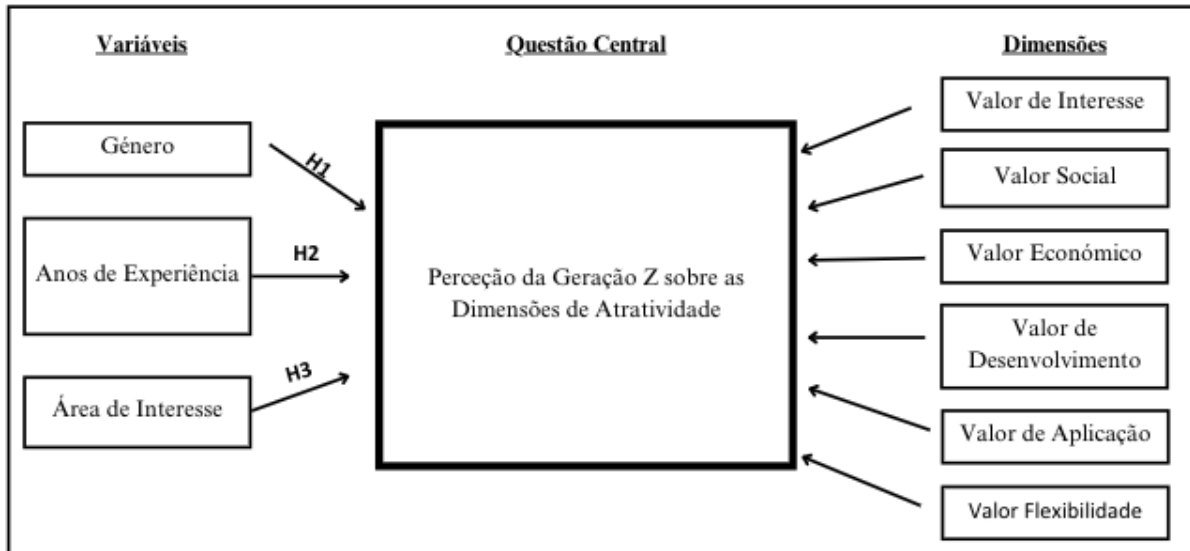 Variáveis
Género
H1
Anos de Experiência
H2
Área de Interesse
H3
Questão Central
Perceção da Geração Z sobre as
Dimensões de Atratividade
Dimensões
Valor de Interesse
Valor Social
Valor Económico
Valor de
Desenvolvimento
Valor de Aplicação
Valor Flexibilidade